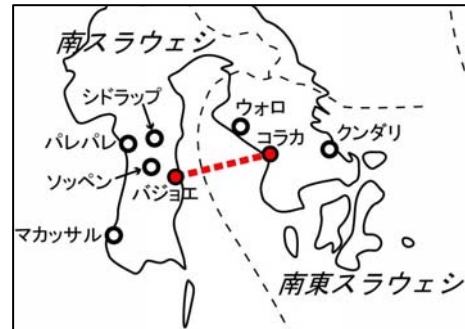 南スラウェシ
シドラップ
ウォロ
コラカ
クンダリ
パレパレ
ソッペン
バジョエ
マカッサル
南東スラウェシ